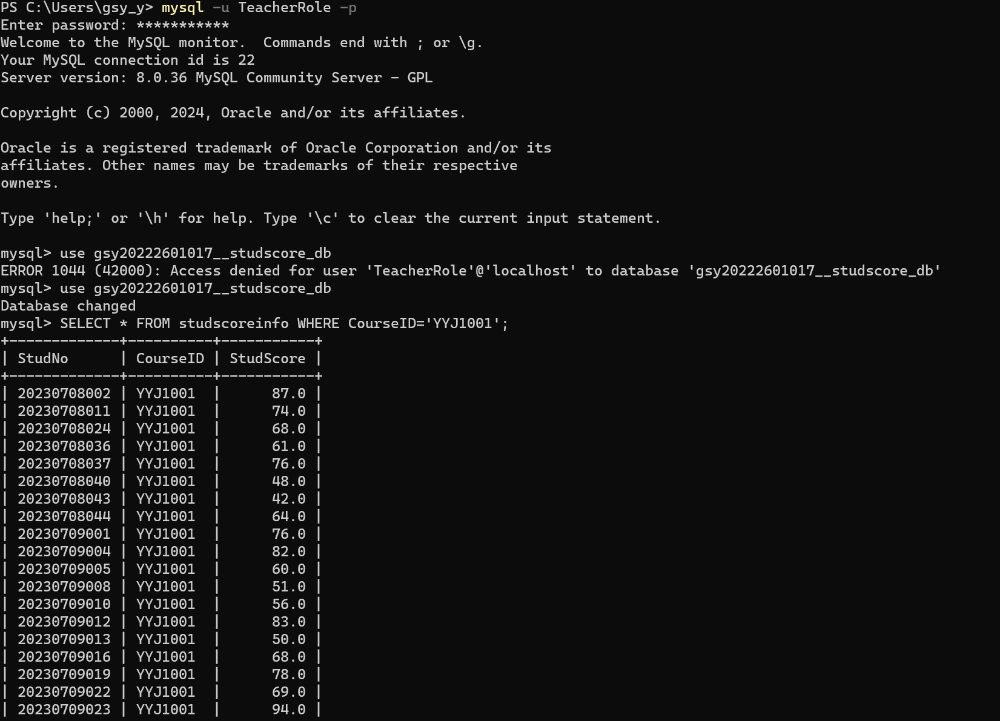 PS C:\Users\gsy_y> mysql -u TeacherRole -p
Enter password: ***********
Welcome to the MySQL monitor.  Commands end with ; or \g.
Your MySQL connection id is 22
Server version: 8.0.36 MySQL Community Server - GPL
Copyright (c) 2000, 2024, Oracle and/or its affiliates.
Oracle is a registered trademark of Oracle Corporation and/or its
affiliates. Other names may be trademarks of their respective
owners.
Type 'help;' or '\h' for help. Type '\c' to clear the current input statement.
mysql> use gsy20222601017__studscore_db
ERROR 1044 (42000): Access denied for user 'TeacherRole'@'localhost' to database 'gsy20222601017__studscore_db'
mysql> use gsy20222601017__studscore_db
Database changed
mysql> SELECT * FROM studscoreinfo WHERE CourseID='YYJ1001';
+-------------+----------+-----------+
| StudNo      | CourseID | StudScore |
+-------------+----------+-----------+
| 20230708002 | YYJ1001  |      87.0 |
| 20230708011 | YYJ1001  |      74.0 |
| 20230708024 | YYJ1001  |      68.0 |
| 20230708036 | YYJ1001  |      61.0 |
| 20230708037 | YYJ1001  |      76.0 |
| 20230708040 | YYJ1001  |      48.0 |
| 20230708043 | YYJ1001  |      42.0 |
| 20230708044 | YYJ1001  |      64.0 |
| 20230709001 | YYJ1001  |      76.0 |
| 20230709004 | YYJ1001  |      82.0 |
| 20230709005 | YYJ1001  |      60.0 |
| 20230709008 | YYJ1001  |      51.0 |
| 20230709010 | YYJ1001  |      56.0 |
| 20230709012 | YYJ1001  |      83.0 |
| 20230709013 | YYJ1001  |      50.0 |
| 20230709016 | YYJ1001  |      68.0 |
| 20230709019 | YYJ1001  |      78.0 |
| 20230709022 | YYJ1001  |      69.0 |
| 20230709023 | YYJ1001  |      94.0 |